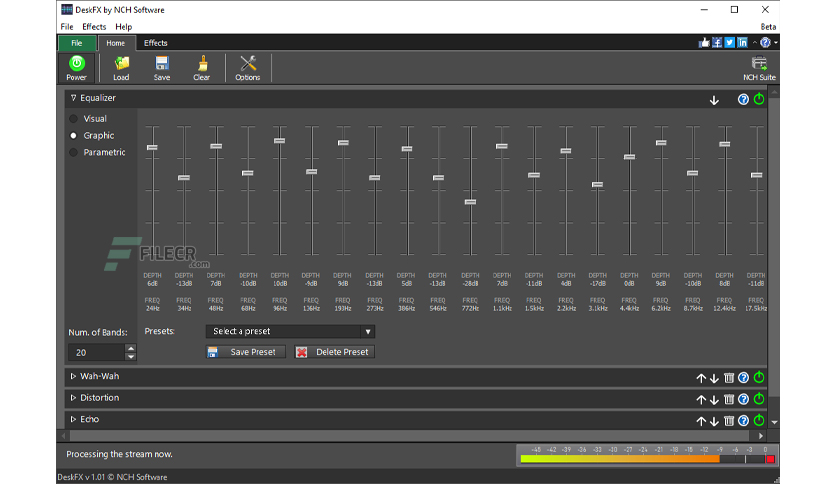 DeskFX by NCH Software
File Effects Help
Beta
File Home Effects
Power Load Save Clear Options NCH Suite
Equalizer
Visual
Graphic
Parametric
FILECR
.com
DEPTH DEPTH DEPTH DEPTH DEPTH DEPTH DEPTH DEPTH DEPTH DEPTH DEPTH DEPTH DEPTH DEPTH DEPTH DEPTH DEPTH DEPTH DEPTH DEPTH
6dB -13dB 7dB -10dB 10dB -9dB 9dB -13dB 5dB -13dB -28dB 7dB -11dB 4dB -17dB 0dB 9dB -10dB 8dB -11dB
FREQ FREQ FREQ FREQ FREQ FREQ FREQ FREQ FREQ FREQ FREQ FREQ FREQ FREQ FREQ FREQ FREQ FREQ FREQ FREQ
24Hz 34Hz 48Hz 68Hz 96Hz 136Hz 193Hz 273Hz 386Hz 546Hz 772Hz 1.1kHz 1.5kHz 2.2kHz 3.1kHz 4.4kHz 6.2kHz 8.7kHz 12.4kHz 17.5kHz
Num. of Bands: Presets: Select a preset
20 Save Preset Delete Preset
Wah-Wah
Distortion
Echo
Processing the stream now.
-45 -42 -39 -36 -33 -30 -27 -24 -21 -18 -15 -12 -9 -6 -3 0
DeskFX v 1.01 © NCH Software